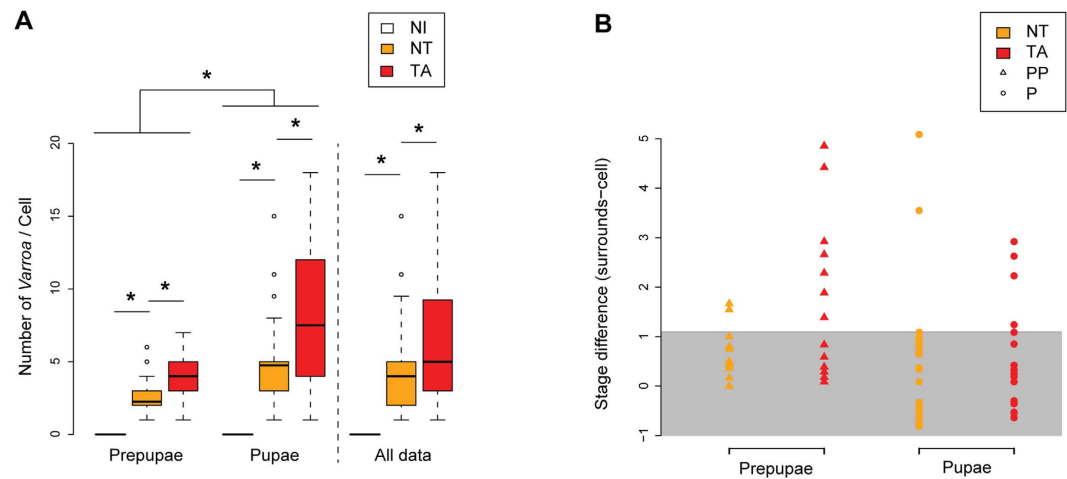 A
NI
NT
TA
*
*
*
*
*
*
*
Number of Varroa / Cell
20
15
10
5
0
Prepupae
Pupae
All data
B
NT
TA
PP
P
Stage difference (surrounds−cell)
5
4
3
2
1
0
−1
Prepupae
Pupae